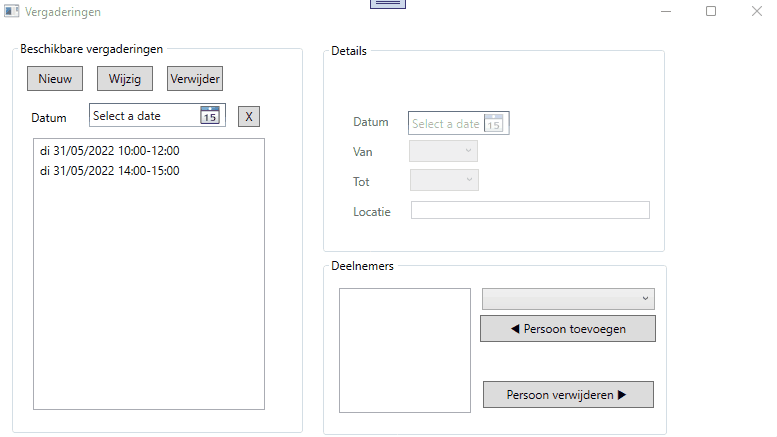 Vergaderingen
Beschikbare vergaderingen
Nieuw
Wijzig
Verwijder
Datum
Select a date
15
X
di 31/05/2022 10:00-12:00
di 31/05/2022 14:00-15:00
Details
Datum
Select a date
15
Van
Tot
Locatie
Deelnemers
◀ Persoon toevoegen
Persoon verwijderen ▶